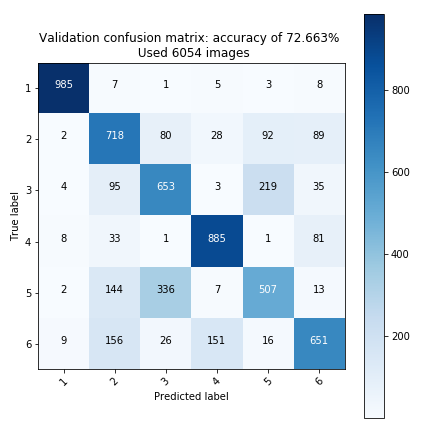 Validation confusion matrix: accuracy of 72.663%
Used 6054 images
1 985 7 1 5 3 8
2 2 718 80 28 92 89
3 4 95 653 3 219 35
4 8 33 1 885 1 81
5 2 144 336 7 507 13
6 9 156 26 151 16 651
1 2 3 4 5 6
True label
Predicted label
800
600
400
200